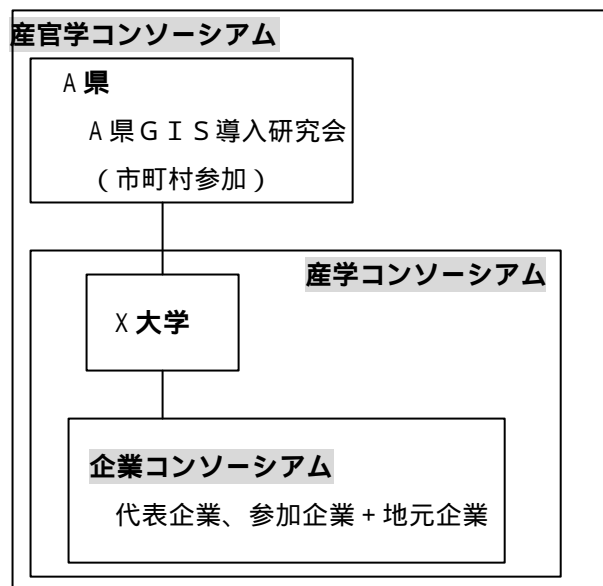 産官学コンソーシアム
A県
A県ＧＩＳ導入研究会
（市町村参加）
産学コンソーシアム
X大学
企業コンソーシアム
代表企業、参加企業+地元企業